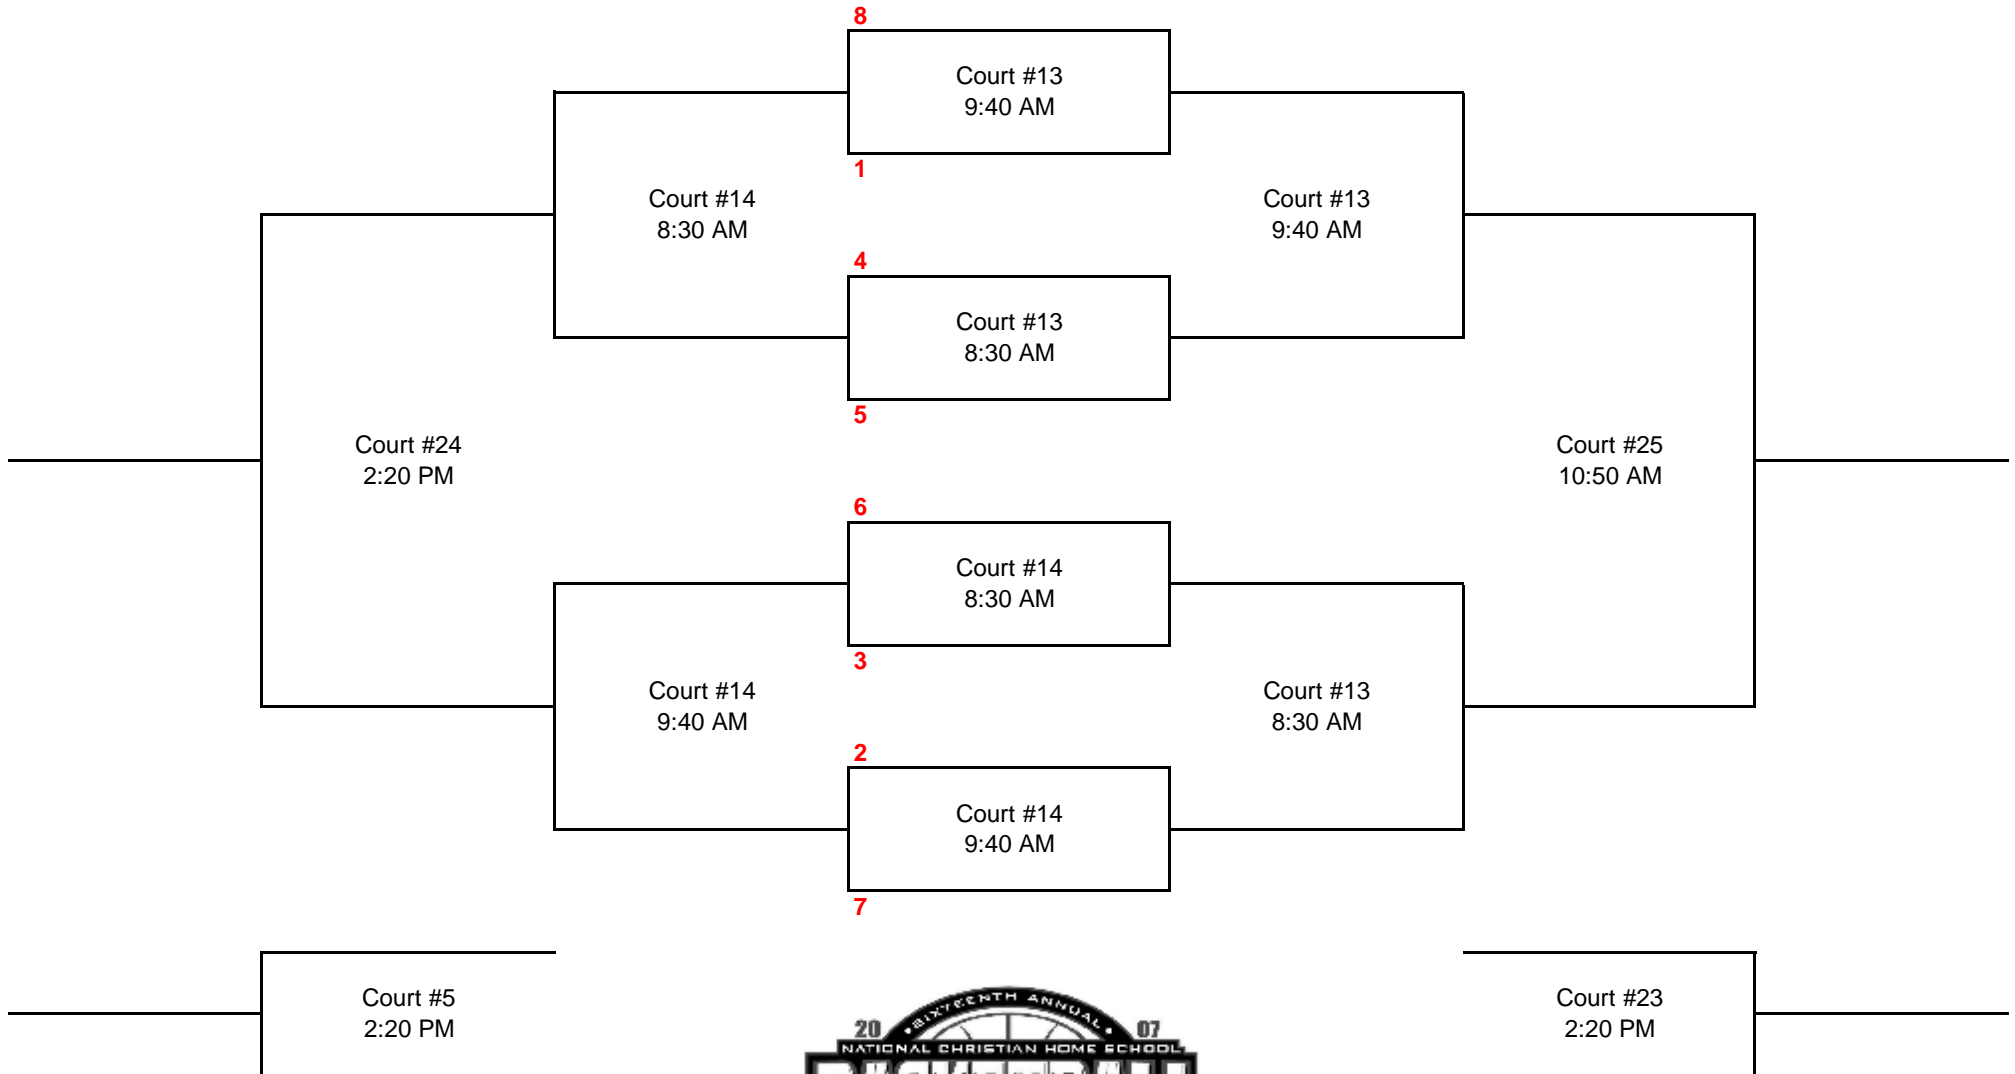 8
Court #13
9:40 AM
1
Court #14
8:30 AM
Court #13
9:40 AM
4
Court #13
8:30 AM
5
Court #24
2:20 PM
Court #25
10:50 AM
6
Court #14
8:30 AM
3
Court #14
9:40 AM
Court #13
8:30 AM
2
Court #14
9:40 AM
7
Court #5
2:20 PM
Court #23
2:20 PM
SIXTEENTH ANNUAL
20 07
NATIONAL CHRISTIAN HOME SCHOOL